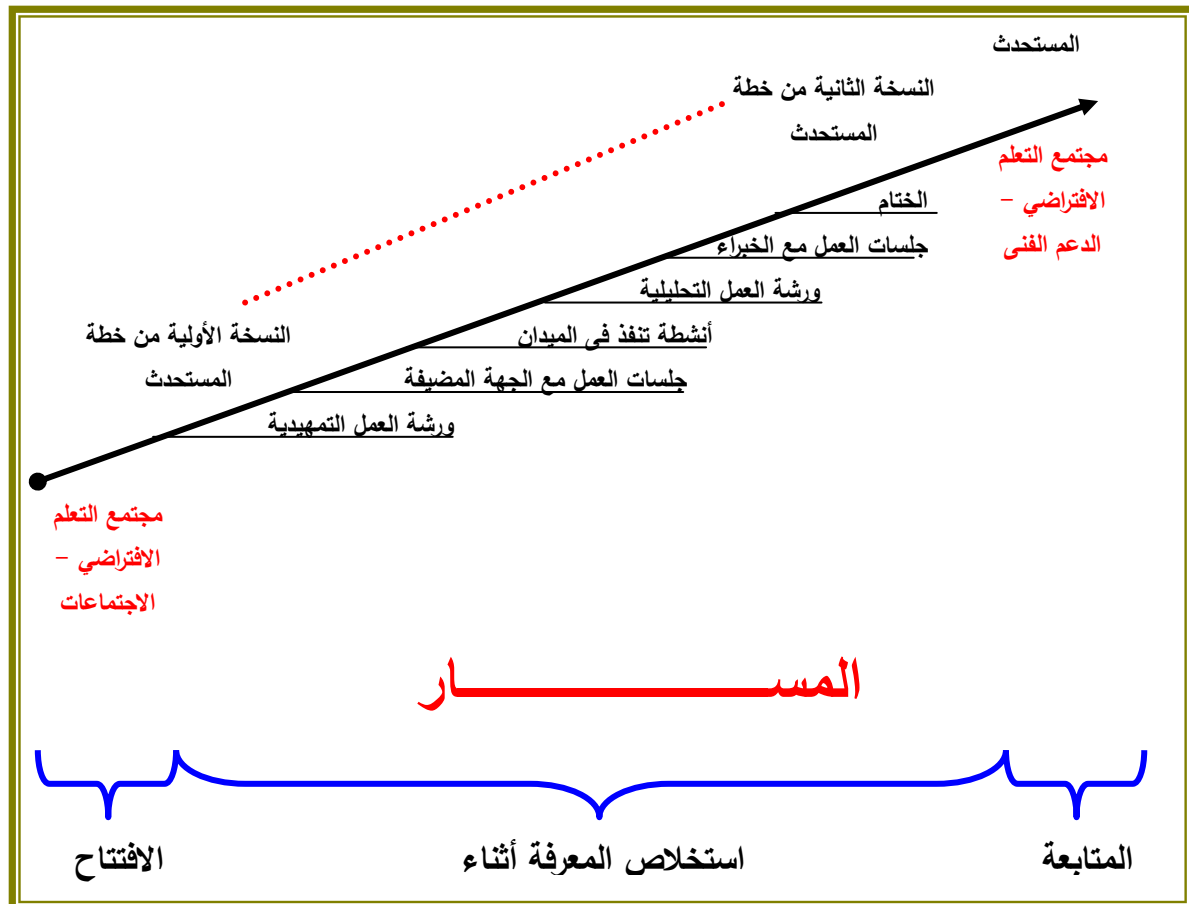 المستحدث
النسخة الثانية من خطة
المستحدث
مجتمع التعلم
الافتراضي –
الدعم الفنى
الختام
جلسات العمل مع الخبراء
ورشة العمل التحليلية
أنشطة تنفذ فى الميدان
جلسات العمل مع الجهة المضيفة
ورشة العمل التمهيدية
النسخة الأولية من خطة
المستحدث
مجتمع التعلم
الافتراضي –
الاجتماعات
المســـــــــــــــار
الافتتاح
استخلاص المعرفة أثناء
المتابعة